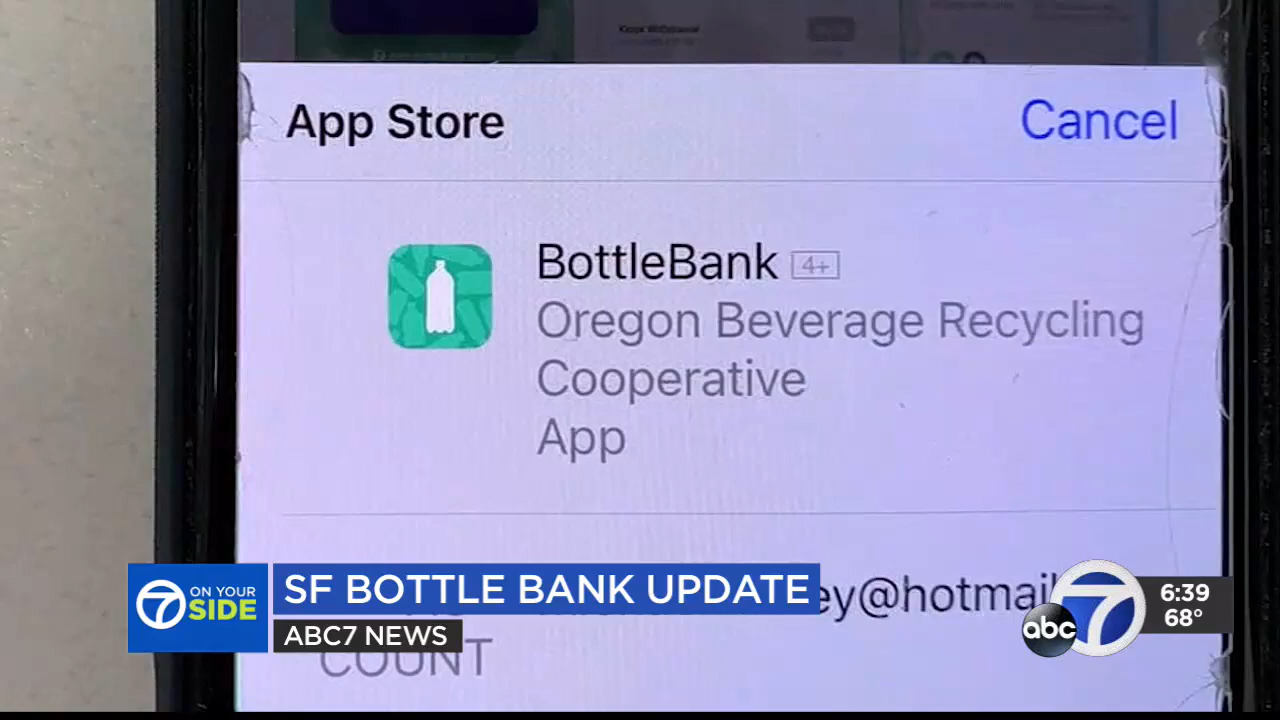 App Store
Cancel
BottleBank 4+
Oregon Beverage Recycling
Cooperative
App
ey@hotmail
COUNT
7 ON YOUR
SIDE
SF BOTTLE BANK UPDATE
ABC7 NEWS
abc 7
6:39
68°